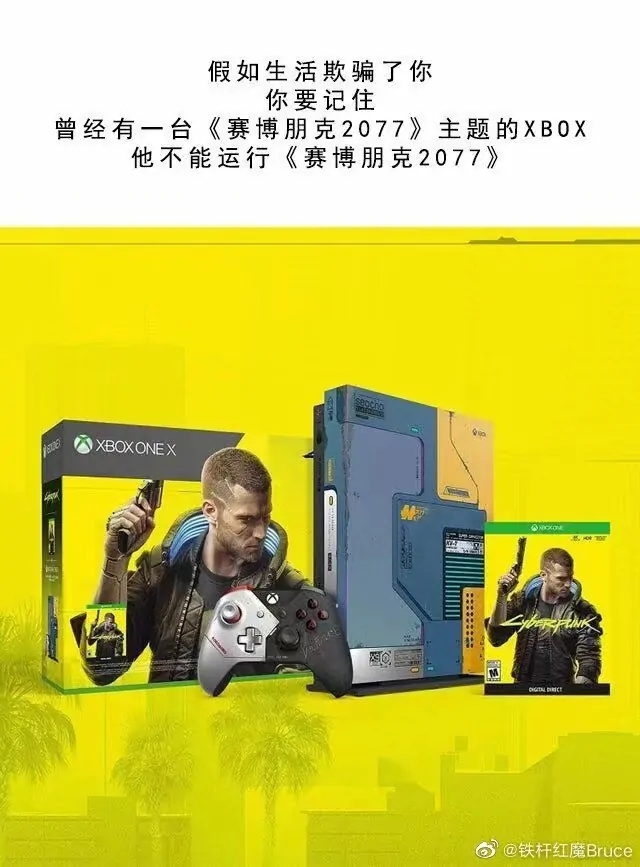 假如生活欺骗了你
你要记住
曾经有一台《赛博朋克2077》主题的XBOX
他不能运行《赛博朋克2077》
XBOX ONE X
XBOX
XBOX ONE
HDR
CYBERPUNK
M
DIGITAL DIRECT
@铁杆红魔Bruce